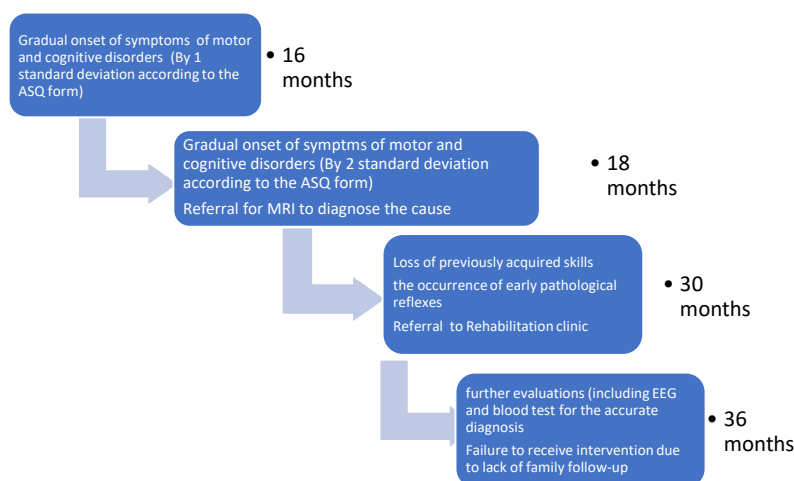 Gradual onset of symptoms of motor
and cognitive disorders (By 1
standard deviation according to the
ASQ form)
• 16
months
Gradual onset of symptms of motor and
cognitive disorders (By 2 standard deviation
according to the ASQ form)
Referral for MRI to diagnose the cause
• 18
months
Loss of previously acquired skills
the occurrence of early pathological
reflexes
Referral to Rehabilitation clinic
• 30
months
further evaluations (including EEG
and blood test for the accurate
diagnosis
Failure to receive intervention due
to lack of family follow-up
• 36
months